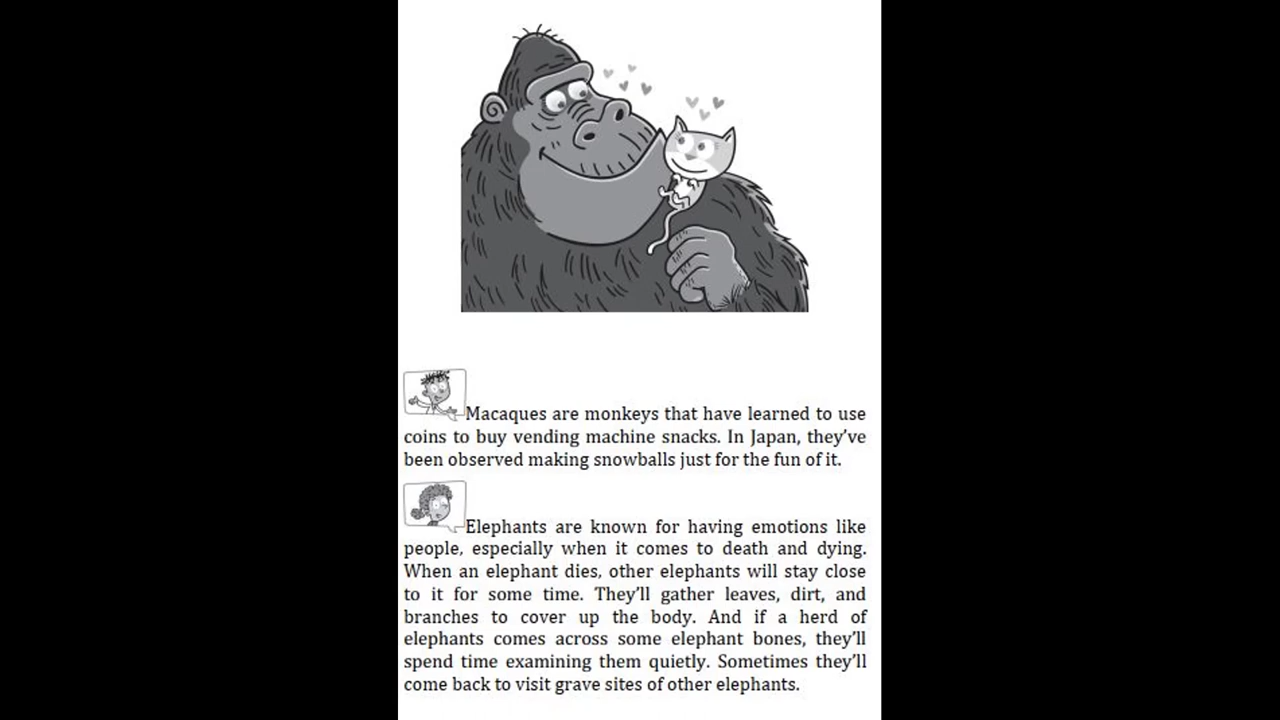 Macaques are monkeys that have learned to use
coins to buy vending machine snacks. In Japan, they’ve
been observed making snowballs just for the fun of it.
Elephants are known for having emotions like
people, especially when it comes to death and dying.
When an elephant dies, other elephants will stay close
to it for some time. They’ll gather leaves, dirt, and
branches to cover up the body. And if a herd of
elephants comes across some elephant bones, they’ll
spend time examining them quietly. Sometimes they’ll
come back to visit grave sites of other elephants.